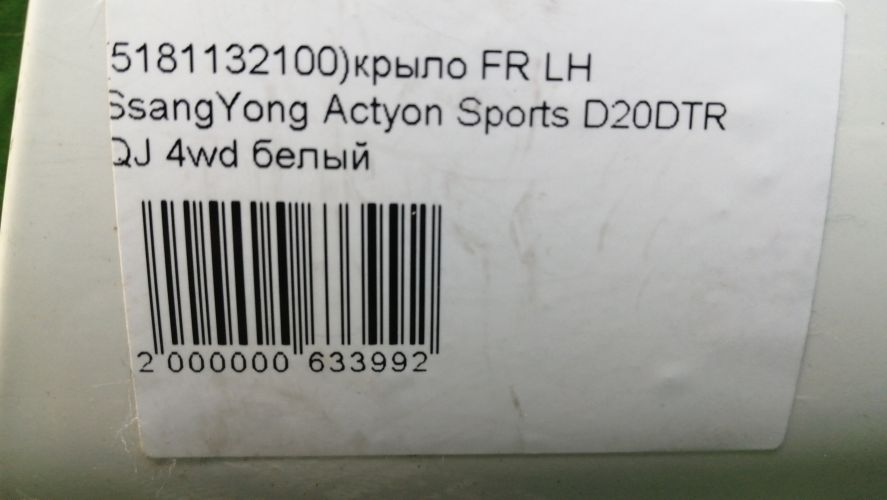 (5181132100)крыло FR LH
SsangYong Actyon Sports D20DTR
QJ 4wd белый
2 000000 633992